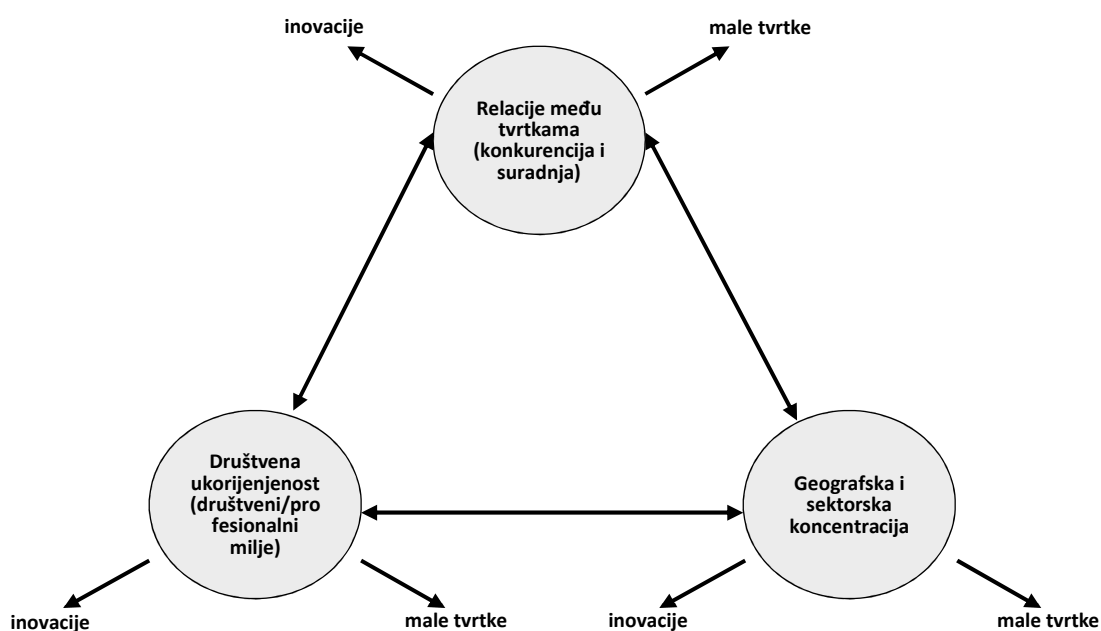 inovacije
male tvrtke
Relacije među
tvrtkama
(konkurencija i
suradnja)
Društvena
ukorijenjenost
(društveni/pro
fesionalni
milje)
Geografska i
sektorska
koncentracija
inovacije
male tvrtke
inovacije
male tvrtke